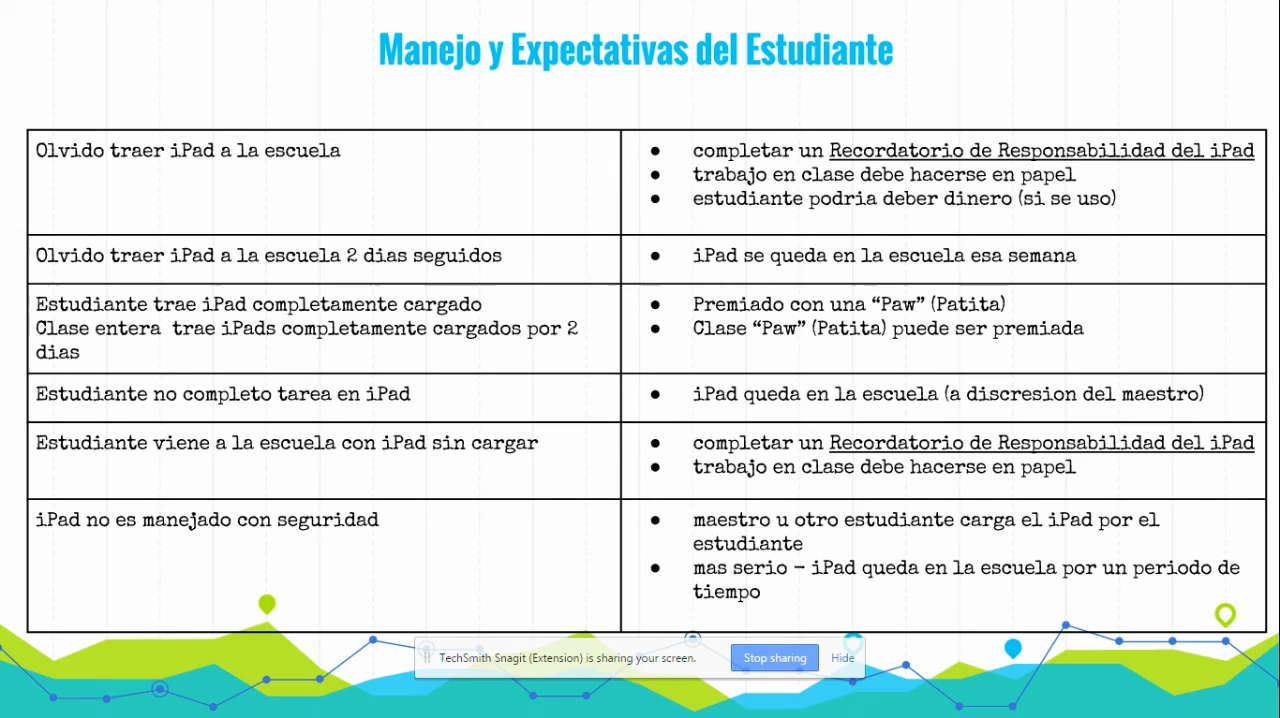 Manejo y Expectativas del Estudiante
Olvido traer iPad a la escuela
completar un Recordatorio de Responsabilidad del iPad
trabajo en clase debe hacerse en papel
estudiante podria deber dinero (si se uso)
Olvido traer iPad a la escuela 2 dias seguidos
iPad se queda en la escuela esa semana
Estudiante trae iPad completamente cargado
Clase entera trae iPads completamente cargados por 2
dias
Premiado con una “Paw” (Patita)
Clase “Paw” (Patita) puede ser premiada
Estudiante no completo tarea en iPad
iPad queda en la escuela (a discresion del maestro)
Estudiante viene a la escuela con iPad sin cargar
completar un Recordatorio de Responsabilidad del iPad
trabajo en clase debe hacerse en papel
iPad no es manejado con seguridad
maestro u otro estudiante carga el iPad por el
estudiante
mas serio - iPad queda en la escuela por un periodo de
tiempo
TechSmith Snagit (Extension) is sharing your screen.
Stop sharing
Hide